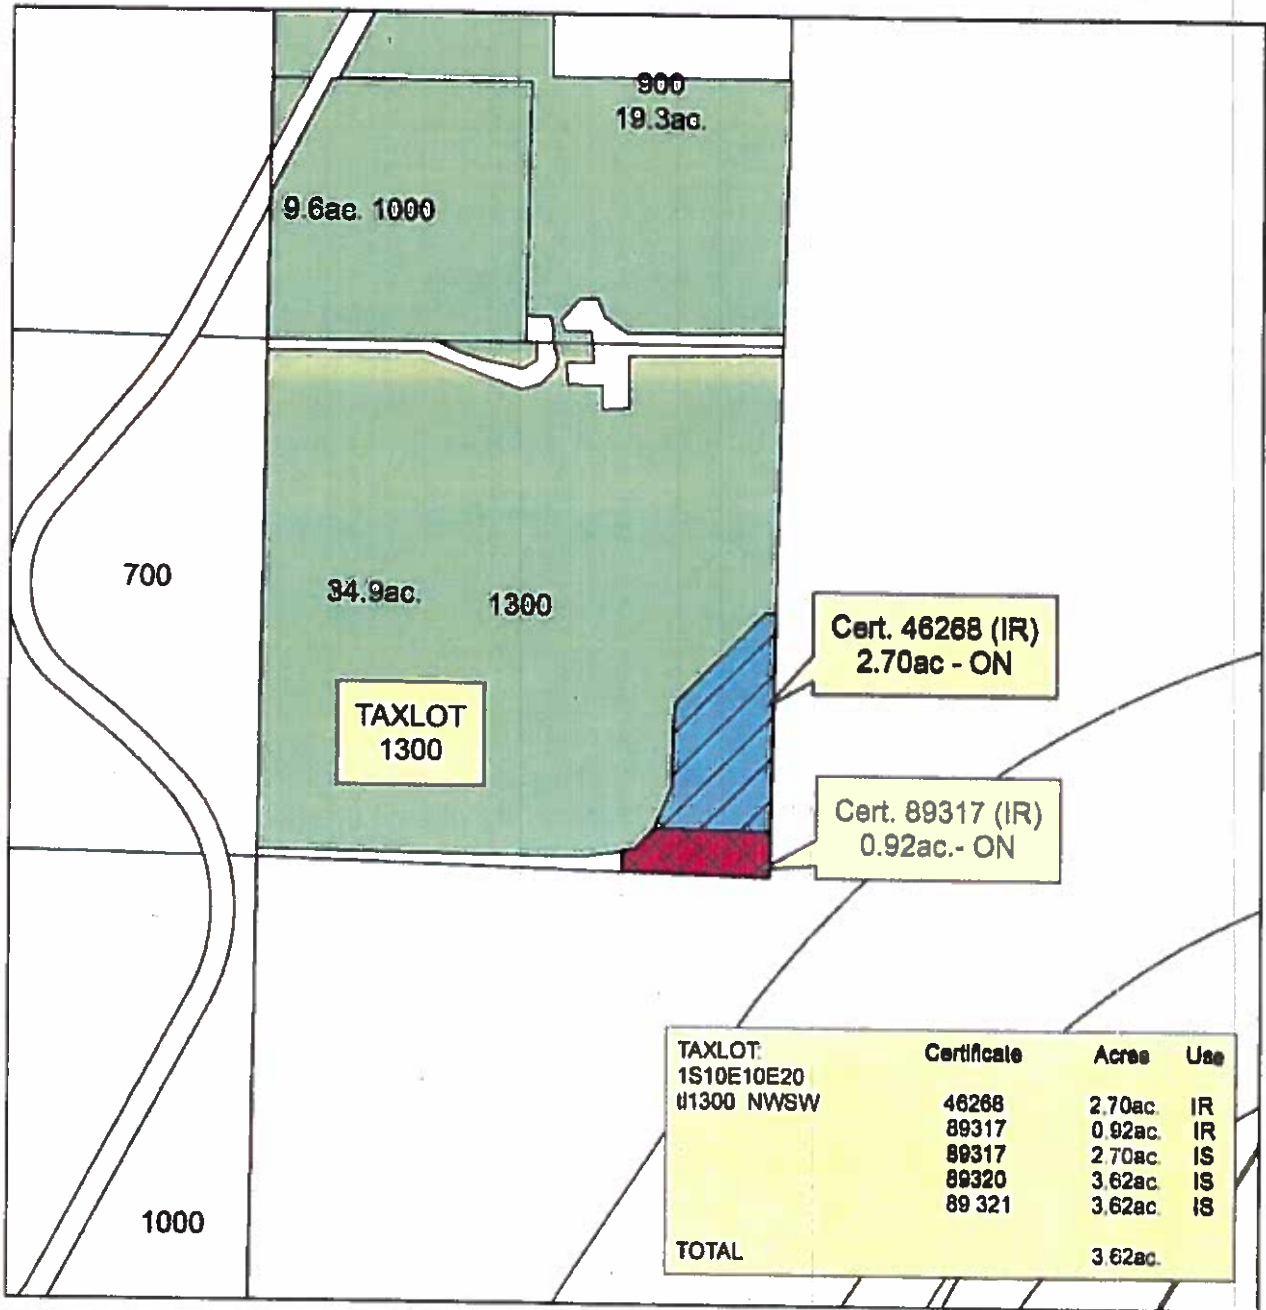 900
19.3ac.
9.6ac. 1000
700
34.9ac. 1300
Cert. 46268 (IR)
2.70ac - ON
TAXLOT
1300
Cert. 89317 (IR)
0.92ac.- ON
TAXLOT: Certificate Acres Use
1S10E10E20
tl1300 NWSW 46268 2.70ac. IR
89317 0.92ac. IR
89317 2.70ac. IS
89320 3.62ac. IS
89 321 3.62ac. IS
TOTAL 3.62ac.
1000